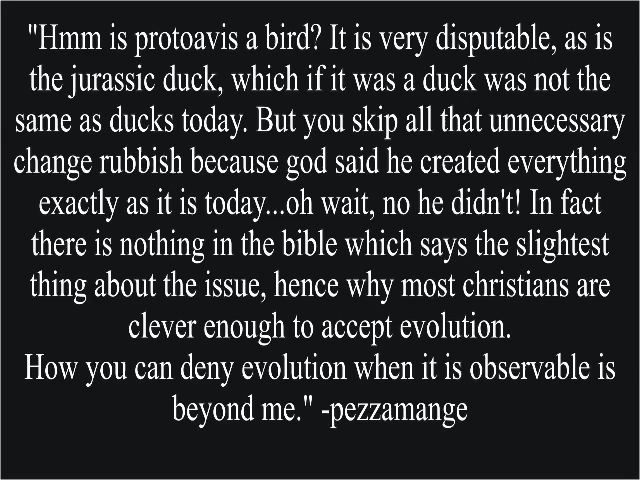 "Hmm is protoavis a bird? It is very disputable, as is
the jurassic duck, which if it was a duck was not the
same as ducks today. But you skip all that unnecessary
change rubbish because god said he created everything
exactly as it is today...oh wait, no he didn't! In fact
there is nothing in the bible which says the slightest
thing about the issue, hence why most christians are
clever enough to accept evolution.
How you can deny evolution when it is observable is
beyond me." -pezzamange